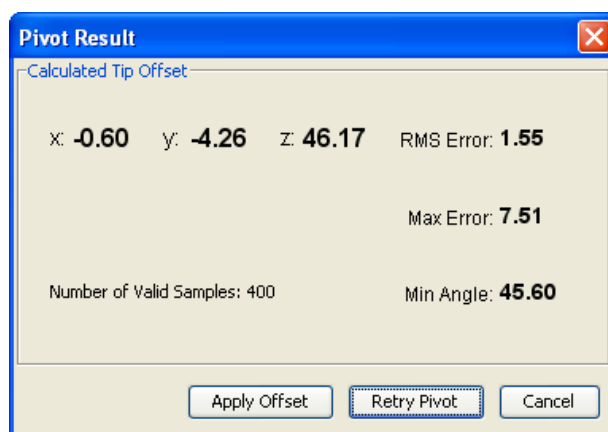 Pivot Result
Calculated Tip Offset
x: -0.60 y: -4.26 z: 46.17 RMS Error: 1.55
Max Error: 7.51
Number of Valid Samples: 400 Min Angle: 45.60
Apply Offset Retry Pivot Cancel